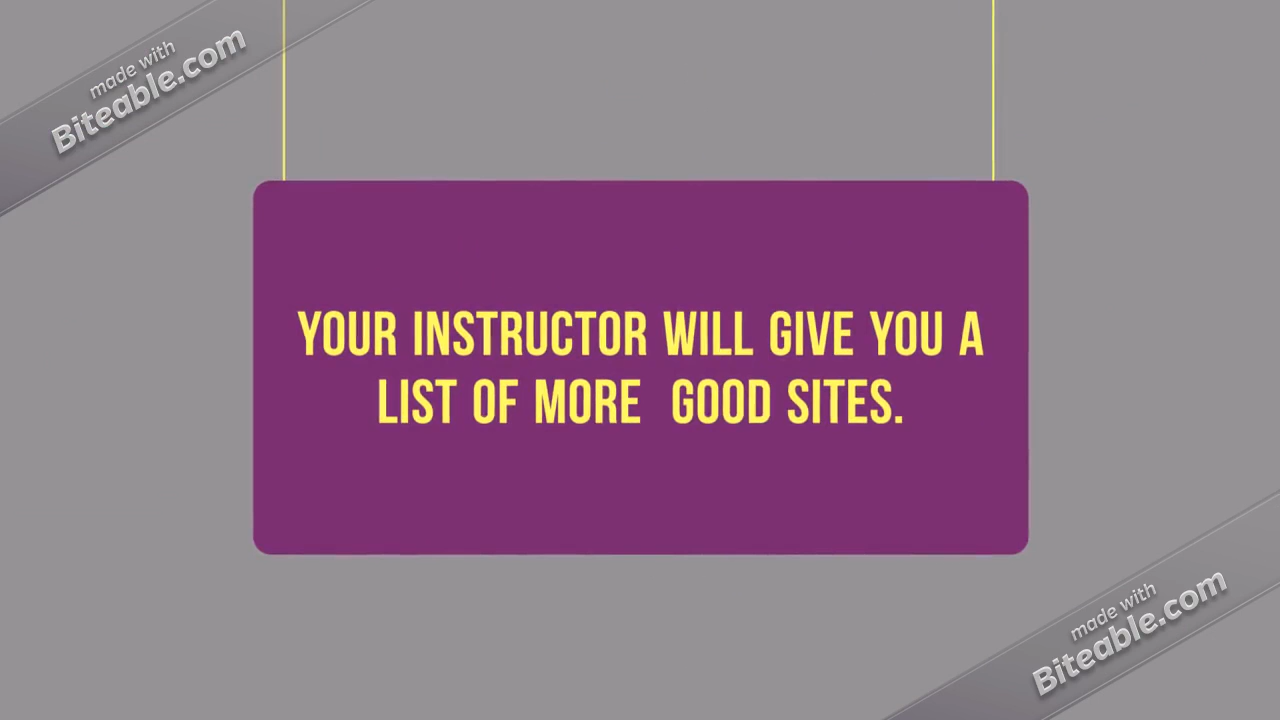 made with
Biteable.com
YOUR INSTRUCTOR WILL GIVE YOU A
LIST OF MORE  GOOD SITES.
made with
Biteable.com